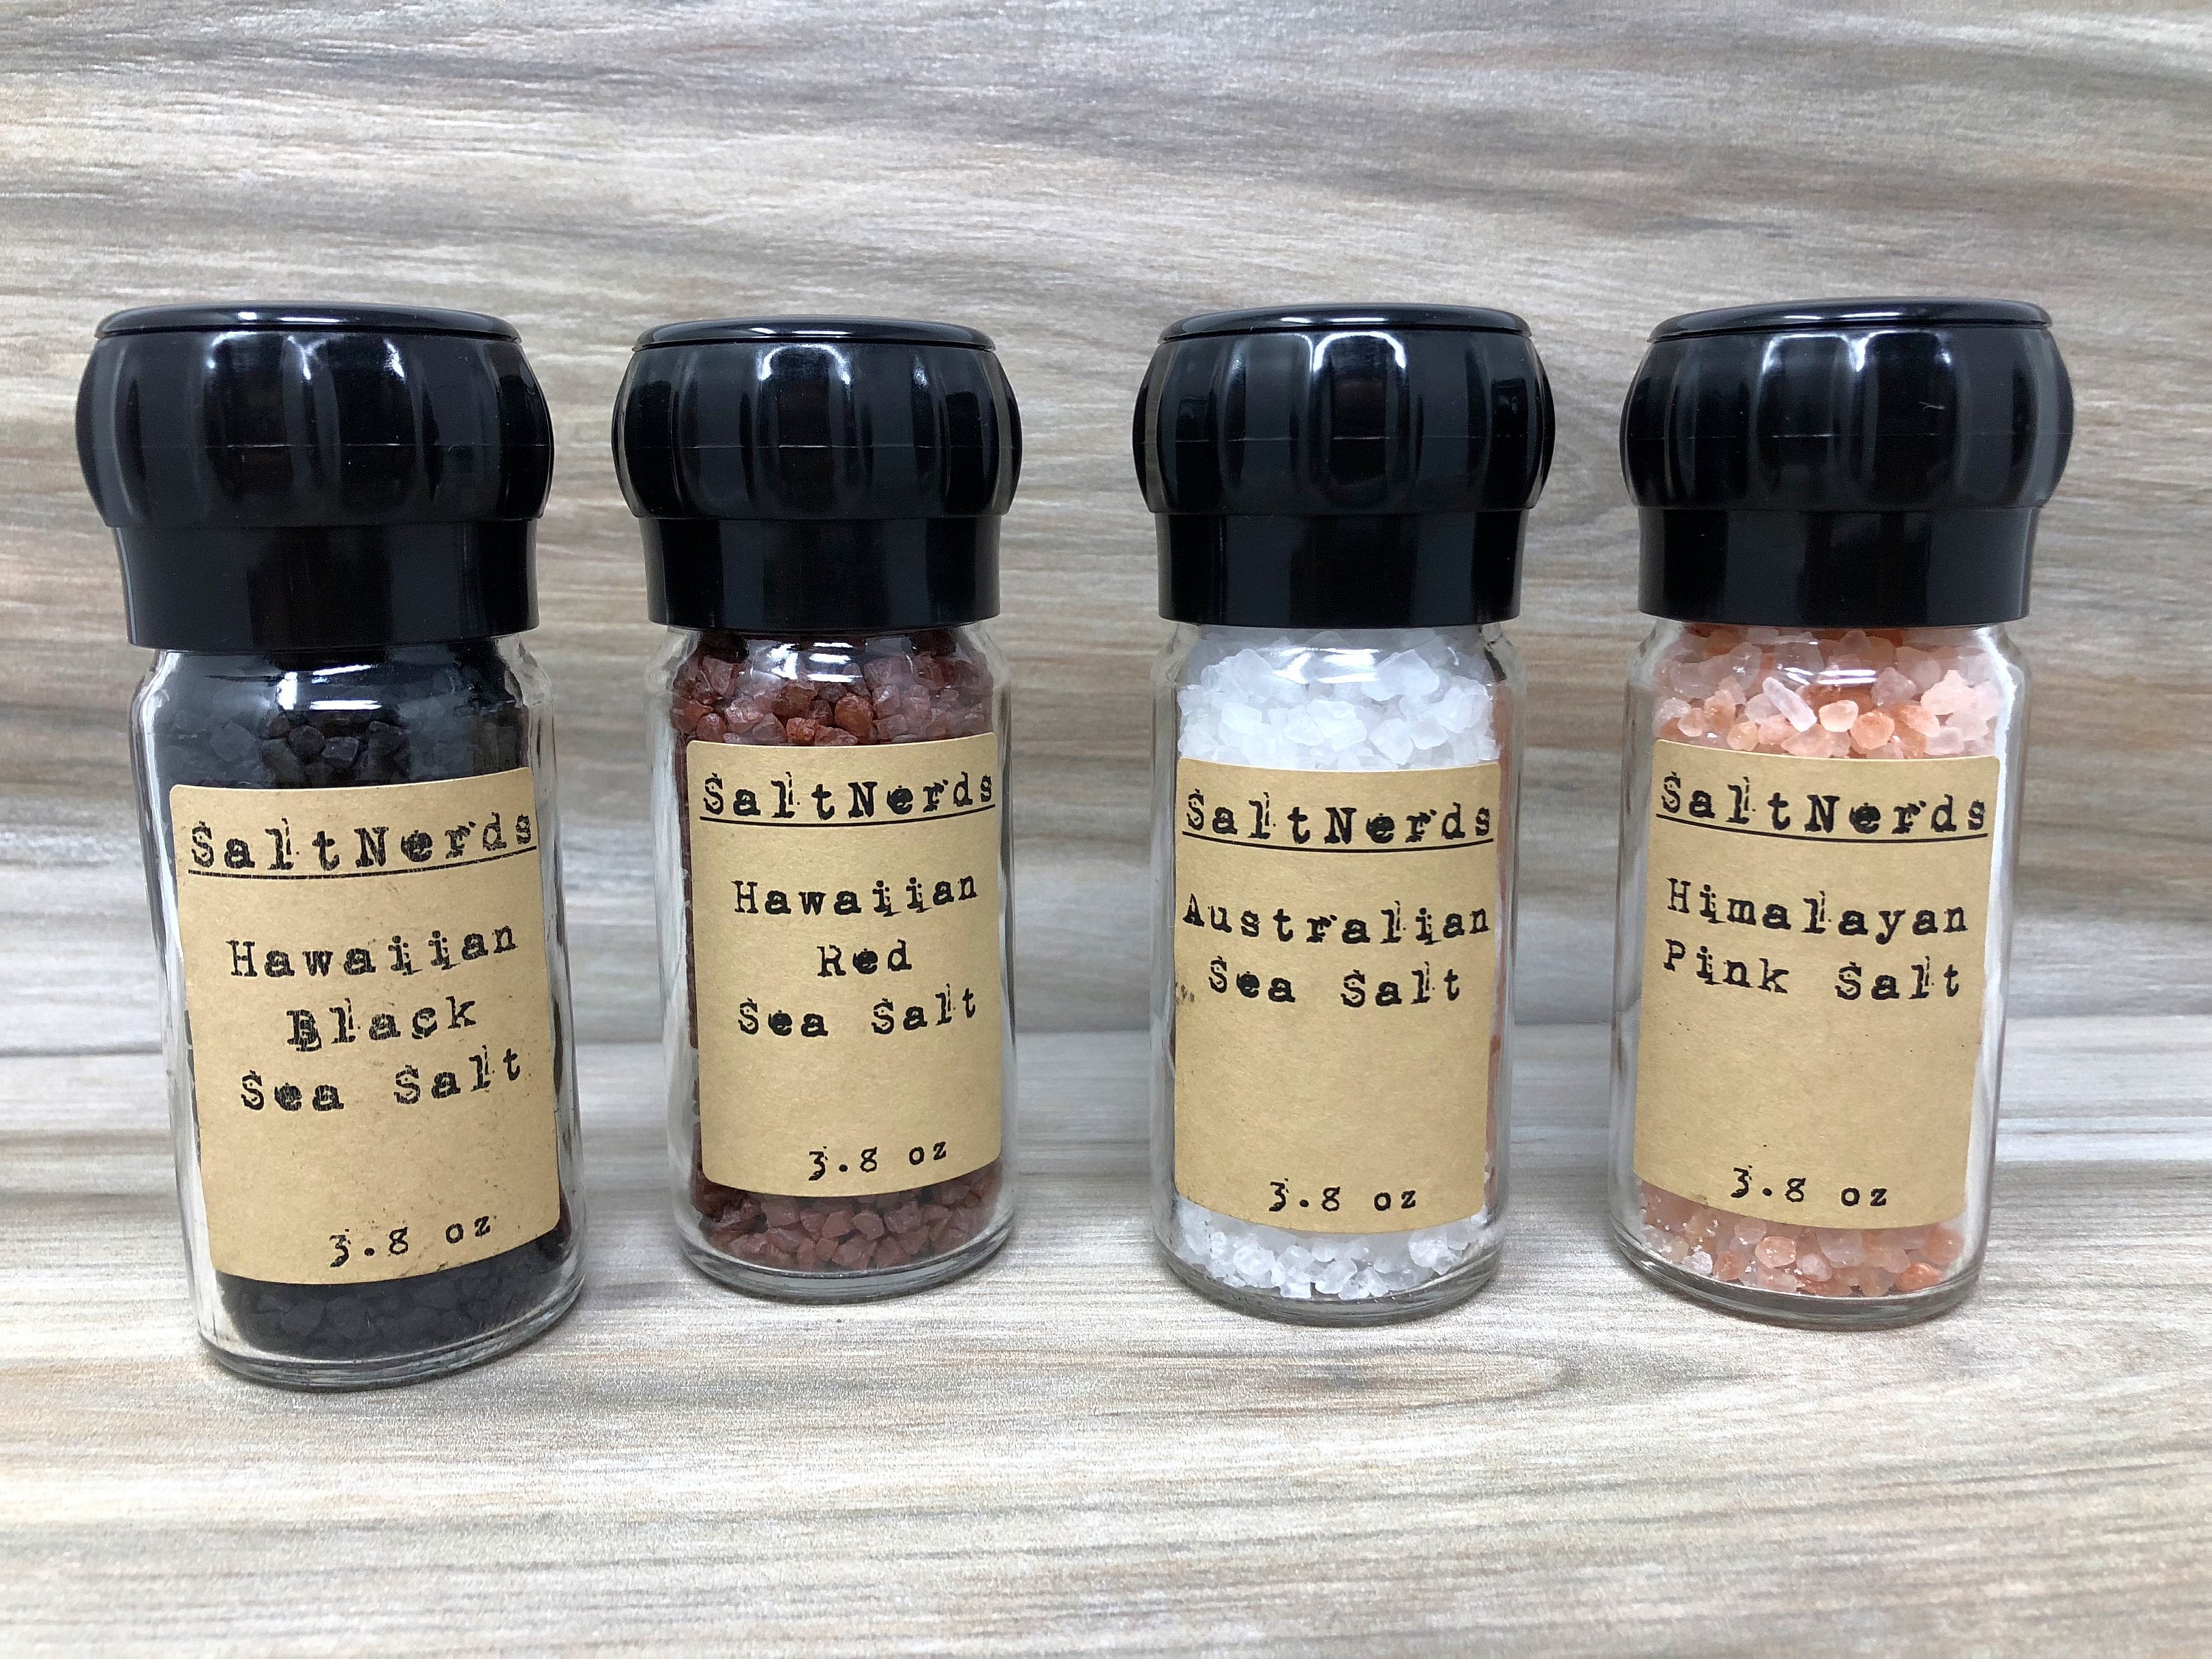 SaltNerds
Hawaiian
Black
Sea Salt
3.8 oz
SaltNerds
Hawaiian
Red
Sea Salt
3.8 oz
SaltNerds
Australian
Sea Salt
3.8 oz
SaltNerds
Himalayan
Pink Salt
3.8 oz